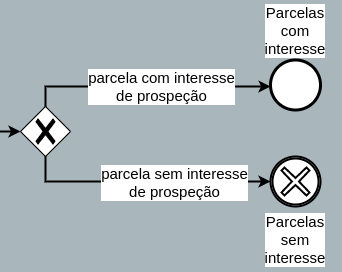 Parcelas
com
interesse
parcela com interesse
de prospeção
parcela sem interesse
de prospeção
Parcelas
sem
interesse